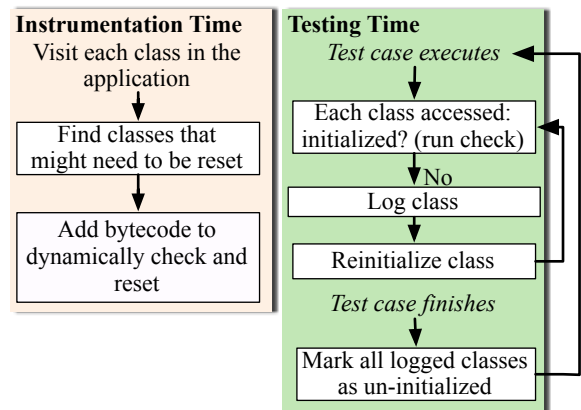 Instrumentation Time
Visit each class in the
application
Find classes that
might need to be reset
Add bytecode to
dynamically check and
reset
Testing Time
Test case executes
Each class accessed:
initialized? (run check)
No
Log class
Reinitialize class
Test case finishes
Mark all logged classes
as un-initialized